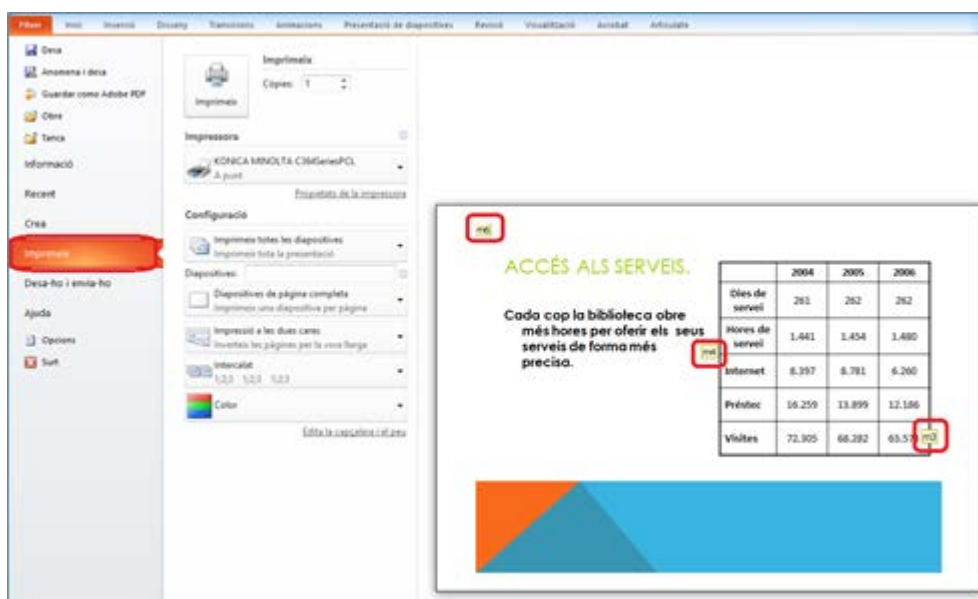 Fitxer Inici Inserció Disseny Transicions Animacions Presentació de diapositives Revisió Visualització Acrobat Articulate
Desa
Anomena i desa
Guardar como Adobe PDF
Obre
Tanca
Informació
Recent
Crea
Imprimeix
Desa-ho i envia-ho
Ajuda
Opcions
Surt
Imprimeix
Còpies: 1
Imprimeix
Impressora
KONICA MINOLTA C364SeriesPCL
A punt
Propietats de la impressora
Configuració
Imprimeix totes les diapositives
Imprimeix tota la presentació
Diapositives:
Diapositives de pàgina completa
Imprimeix una diapositiva per pàgina
Impressió a les dues cares
Inverteix les pàgines per la vora llarga
Intercalat
1;2;3 1;2;3 1;2;3
Color
Edita la capçalera i el peu
ACCÉS ALS SERVEIS.
Cada cop la biblioteca obre
més hores per oferir els seus
serveis de forma més
precisa.
2004 2005 2006
Dies de servei 261 262 262
Hores de servei 1.441 1.454 1.480
Internet 8.397 8.781 6.260
Préstec 16.259 13.899 12.186
Visites 72.305 68.282